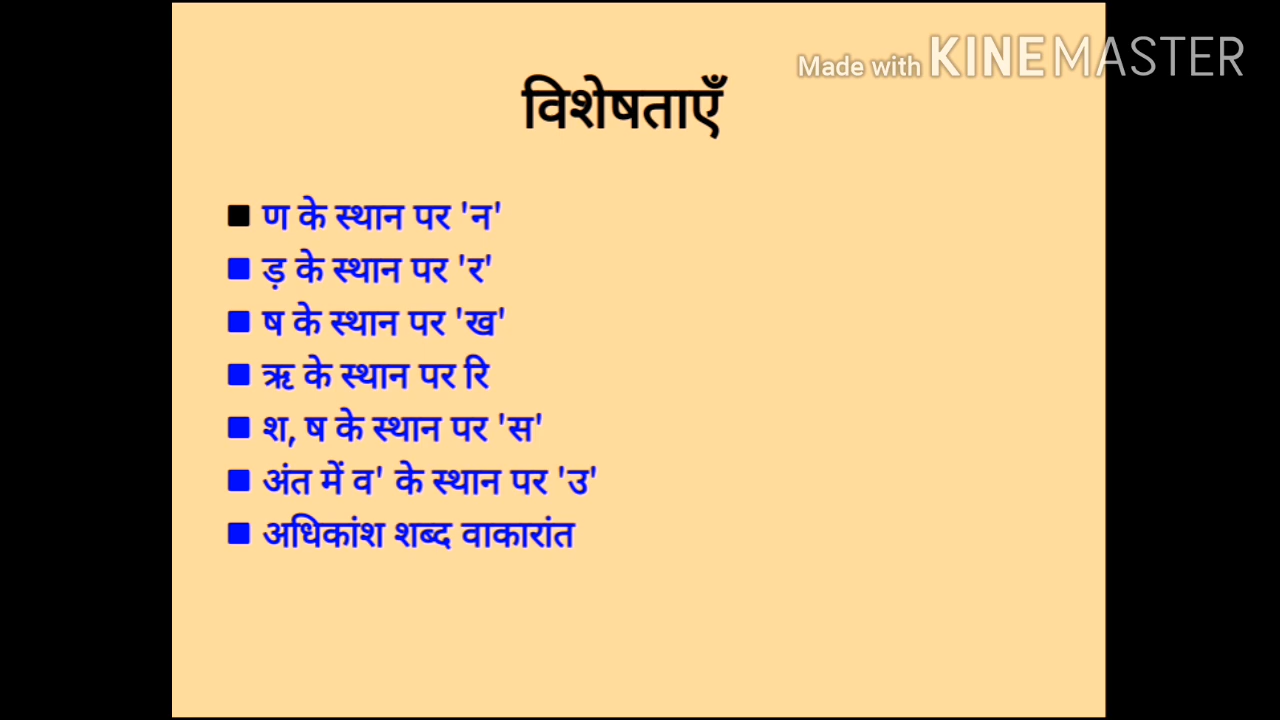 Made with KINEMASTER
विशेषताएँ
■ ण के स्थान पर 'न'
■ ड़ के स्थान पर 'र'
■ ष के स्थान पर 'ख'
■ ऋ के स्थान पर रि
■ श, ष के स्थान पर 'स'
■ अंत में व' के स्थान पर 'उ'
■ अधिकांश शब्द वाकारांत